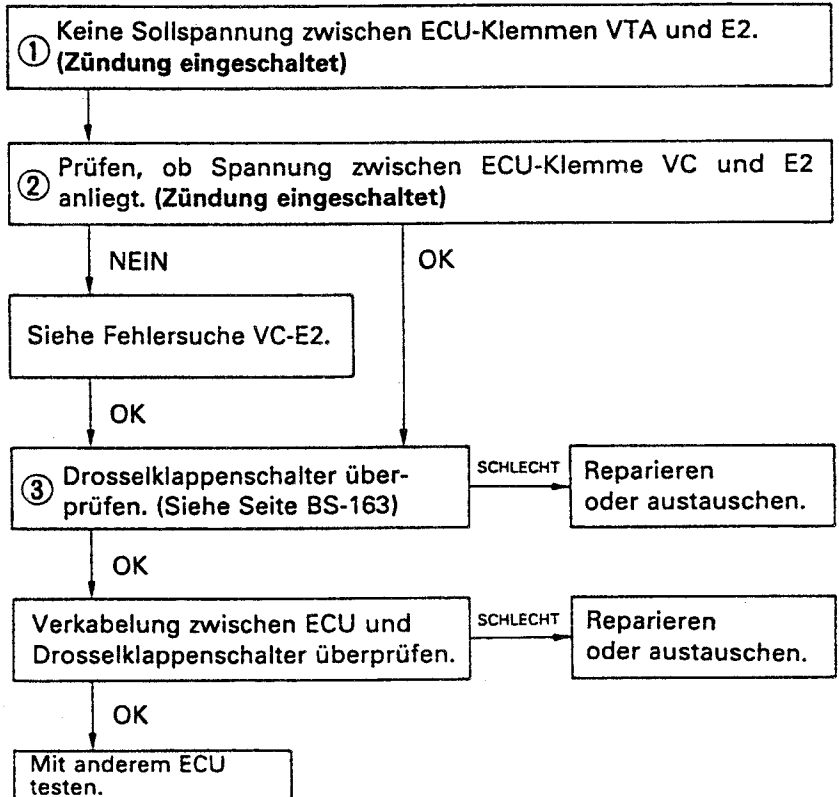 ① Keine Sollspannung zwischen ECU-Klemmen VTA und E2.
(Zündung eingeschaltet)
② Prüfen, ob Spannung zwischen ECU-Klemme VC und E2
anliegt. (Zündung eingeschaltet)
NEIN
OK
Siehe Fehlersuche VC-E2.
OK
③ Drosselklappenschalter über-
prüfen. (Siehe Seite BS-163)
SCHLECHT
Reparieren
oder austauschen.
OK
Verkabelung zwischen ECU und
Drosselklappenschalter überprüfen.
SCHLECHT
Reparieren
oder austauschen.
OK
Mit anderem ECU
testen.